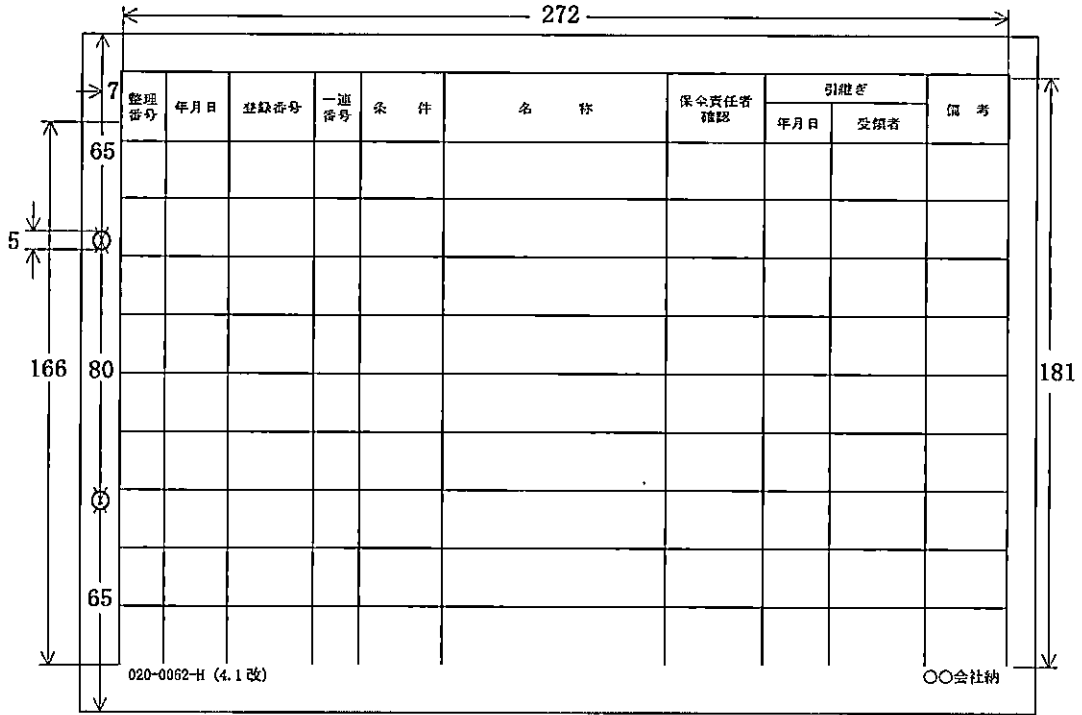 272
7
整理
番号
年月日
登録番号
一連
番号
条 件
名 称
保全責任者
確認
引継ぎ
年月日
受領者
備 考
65
5
166
80
181
65
020-0062-H (4.1改)
〇〇会社納